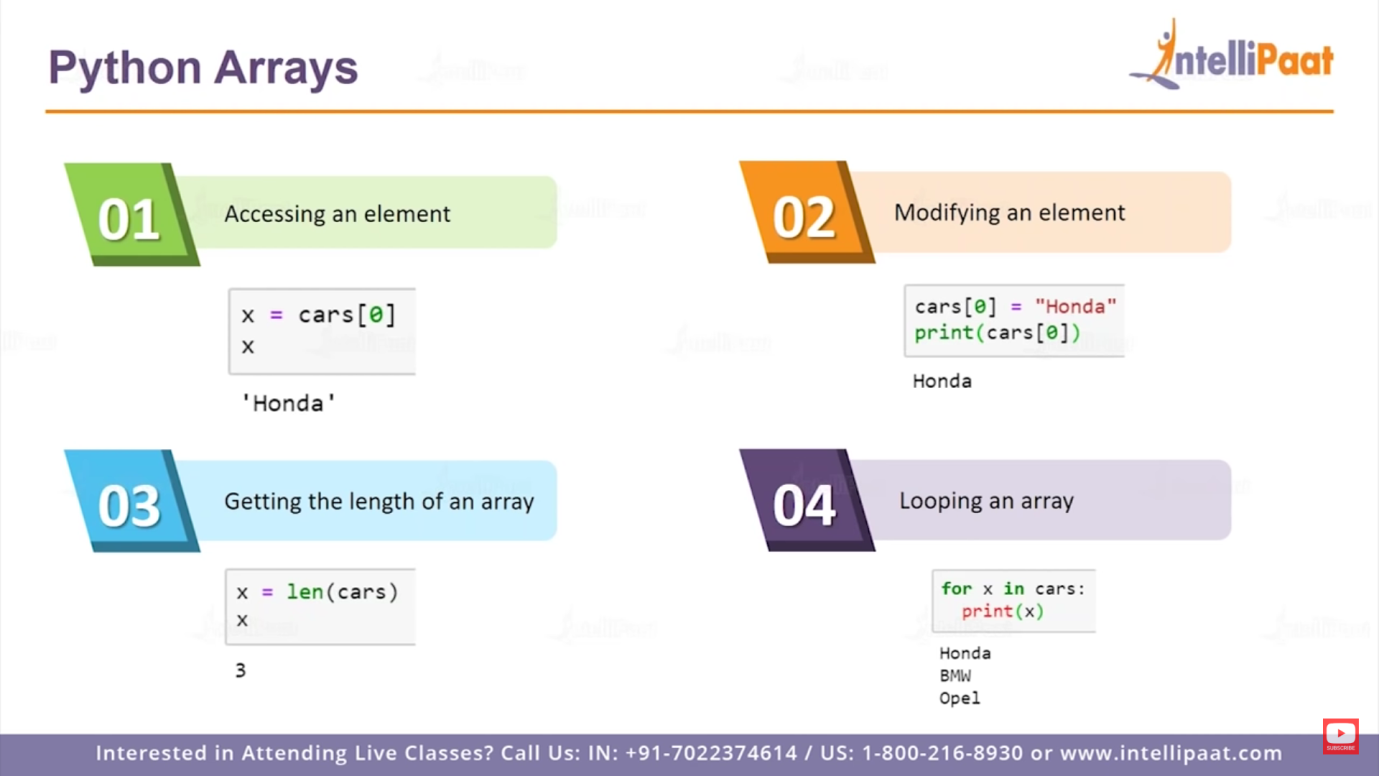 Python Arrays
IntelliPaat
01
Accessing an element
x = cars[0]
x
'Honda'
02
Modifying an element
cars[0] = "Honda"
print(cars[0])
Honda
03
Getting the length of an array
x = len(cars)
x
3
04
Looping an array
for x in cars:
print(x)
Honda
BMW
Opel
Interested in Attending Live Classes? Call Us: IN: +91-7022374614 / US: 1-800-216-8930 or www.intellipaat.com
SUBSCRIBE